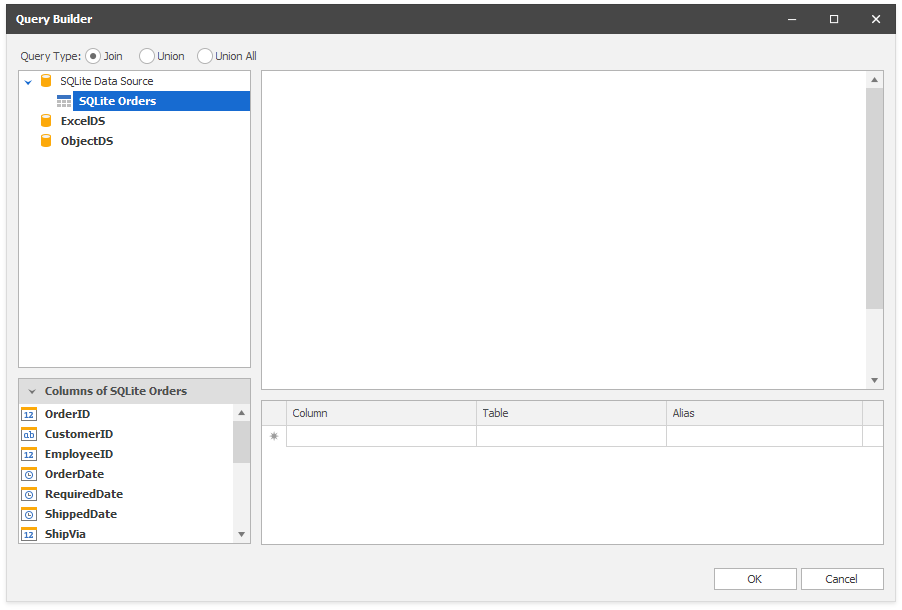 Query Builder
Query Type: Join Union Union All
SQLite Data Source
SQLite Orders
ExcelDS
ObjectDS
Columns of SQLite Orders
12 OrderID
ab CustomerID
12 EmployeeID
OrderDate
RequiredDate
ShippedDate
12 ShipVia
Column Table Alias
OK Cancel